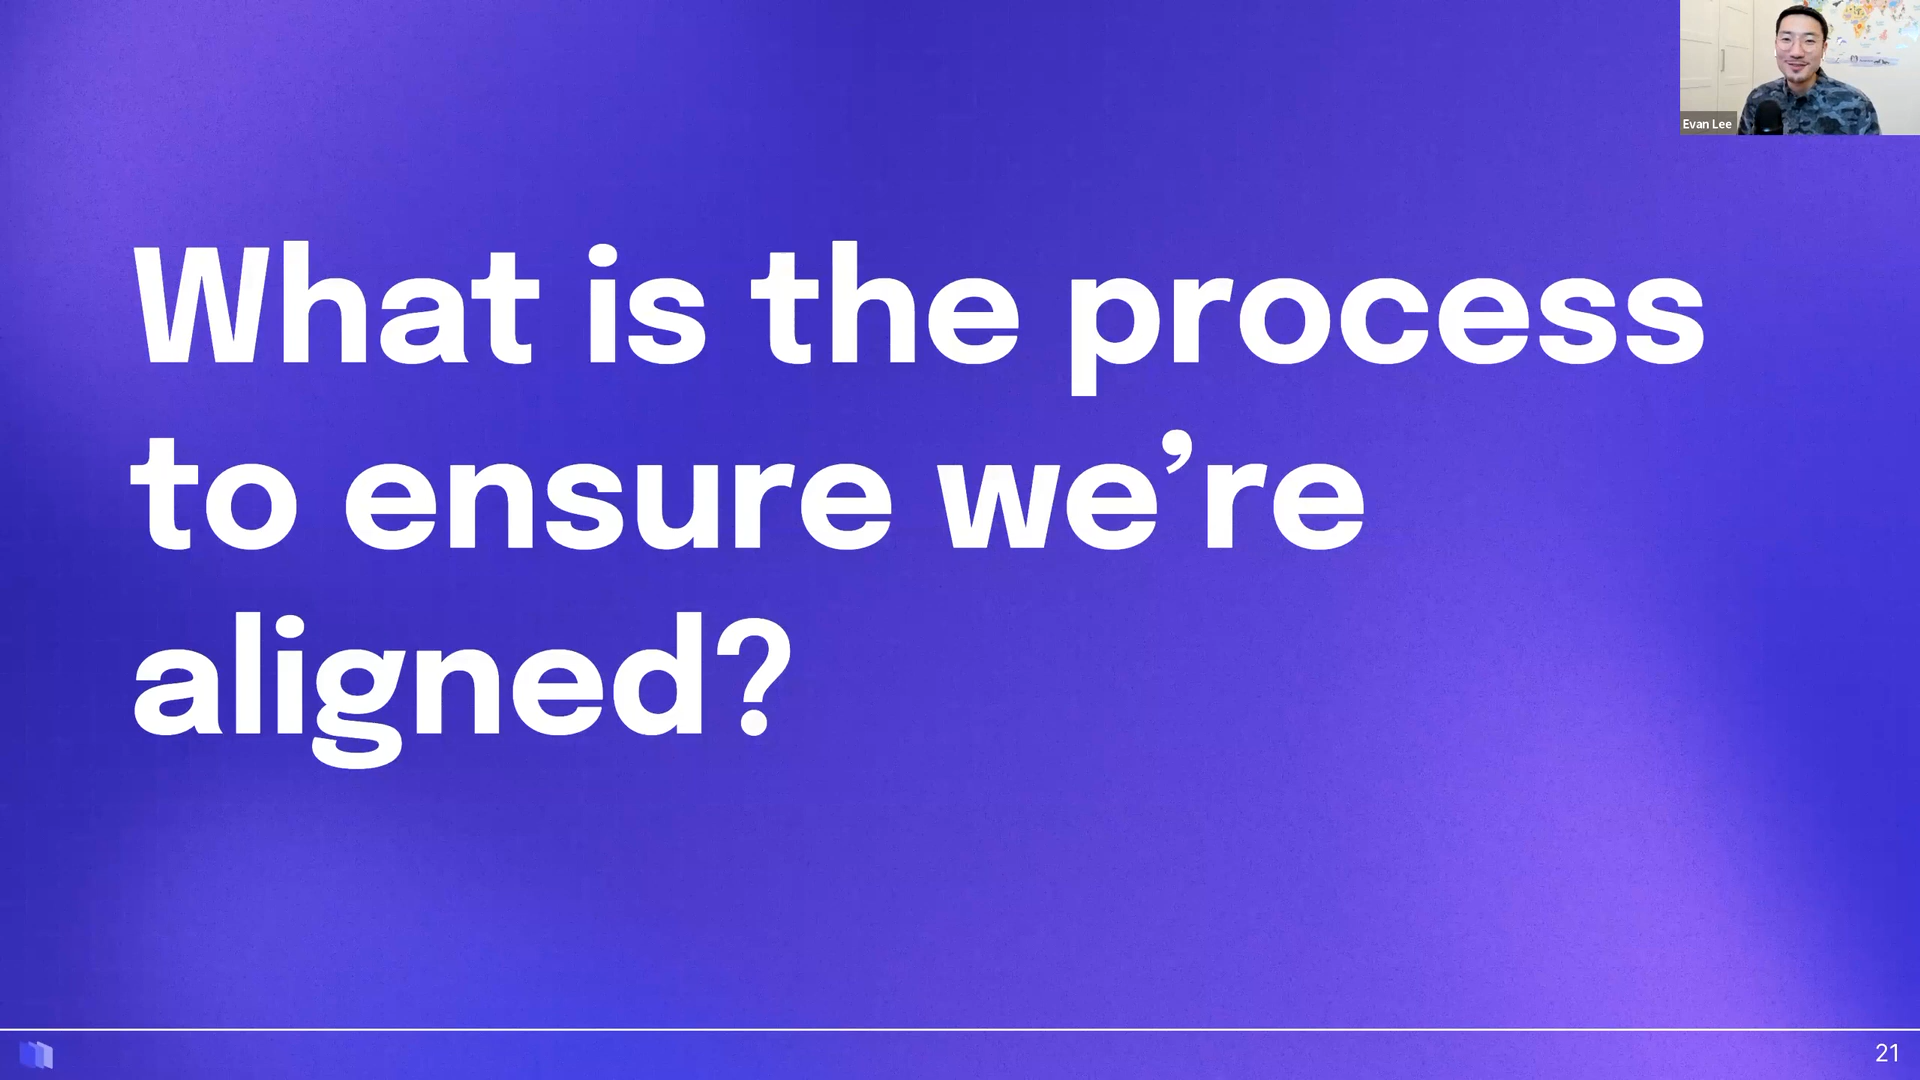 Evan Lee
What is the process
to ensure we’re
aligned?
21